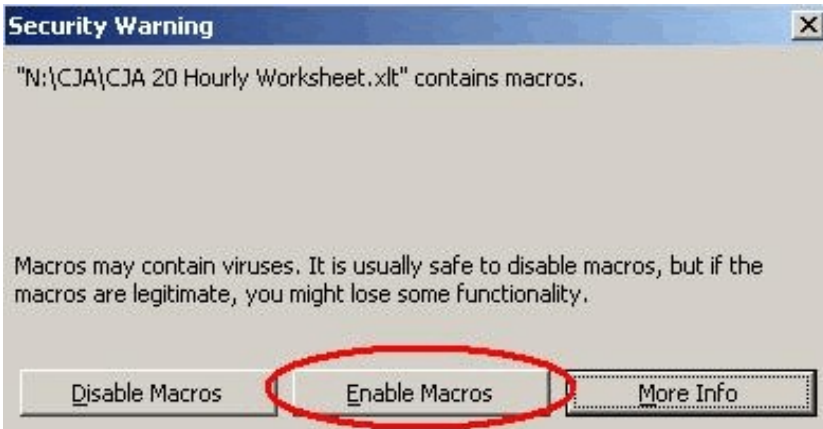 Security Warning
"N:\CJA\CJA 20 Hourly Worksheet.xlt" contains macros.
Macros may contain viruses. It is usually safe to disable macros, but if the
macros are legitimate, you might lose some functionality.
Disable Macros Enable Macros More Info